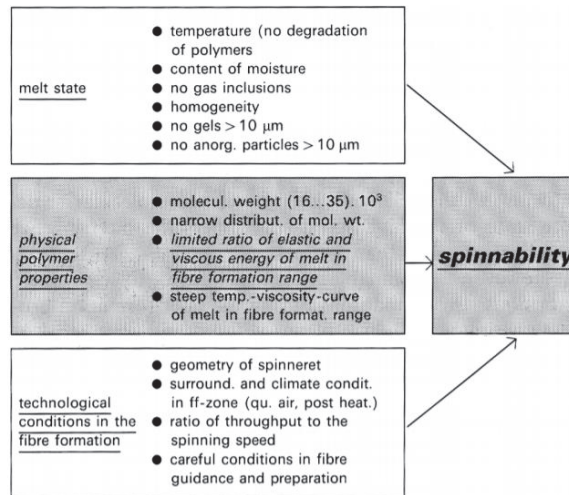 melt state
● temperature (no degradation
of polymers
● content of moisture
● no gas inclusions
● homogeneity
● no gels > 10 μm
● no anorg. particles > 10 μm
physical
polymer
properties
● molecul. weight (16...35). 10³
● narrow distribut. of mol. wt.
● limited ratio of elastic and
viscous energy of melt in
fibre formation range
● steep temp.-viscosity-curve
of melt in fibre format. range
spinnability
technological
conditions in the
fibre formation
● geometry of spinneret
● surround. and climate condit.
in ff-zone (qu. air, post heat.)
● ratio of throughput to the
spinning speed
● careful conditions in fibre
guidance and preparation